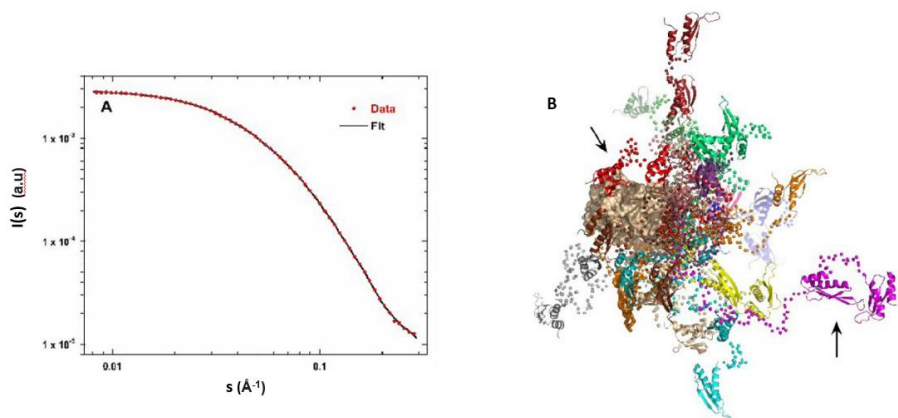 A
Data
Fit
1 x 10⁻³
1 x 10⁻⁴
1 x 10⁻⁵
I(s) (a.u)
0.01
0.1
s (Å⁻¹)
B